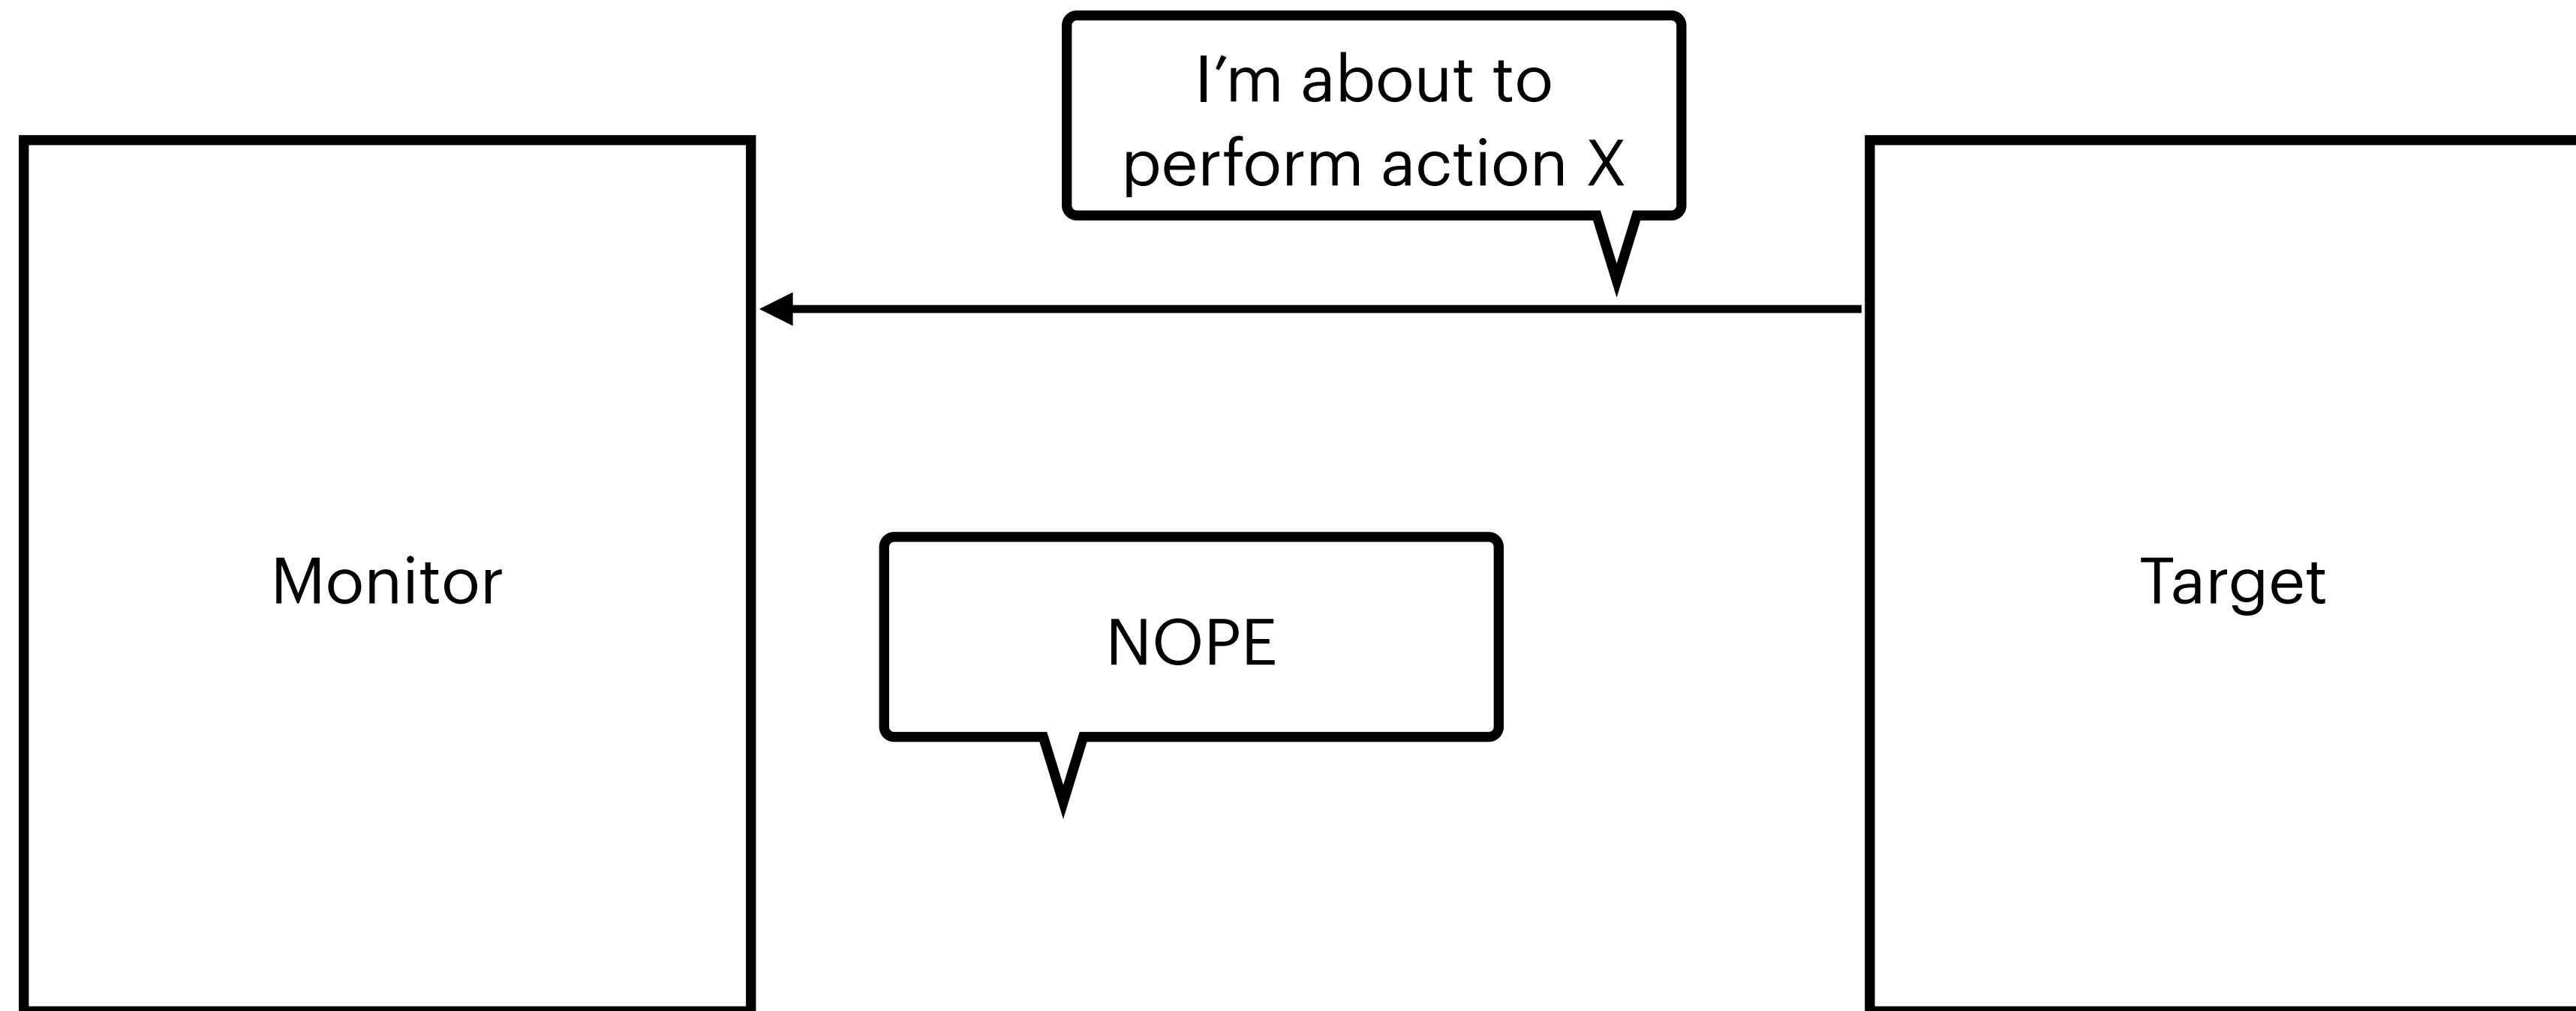 I’m about to
perform action X
Monitor
Target
NOPE